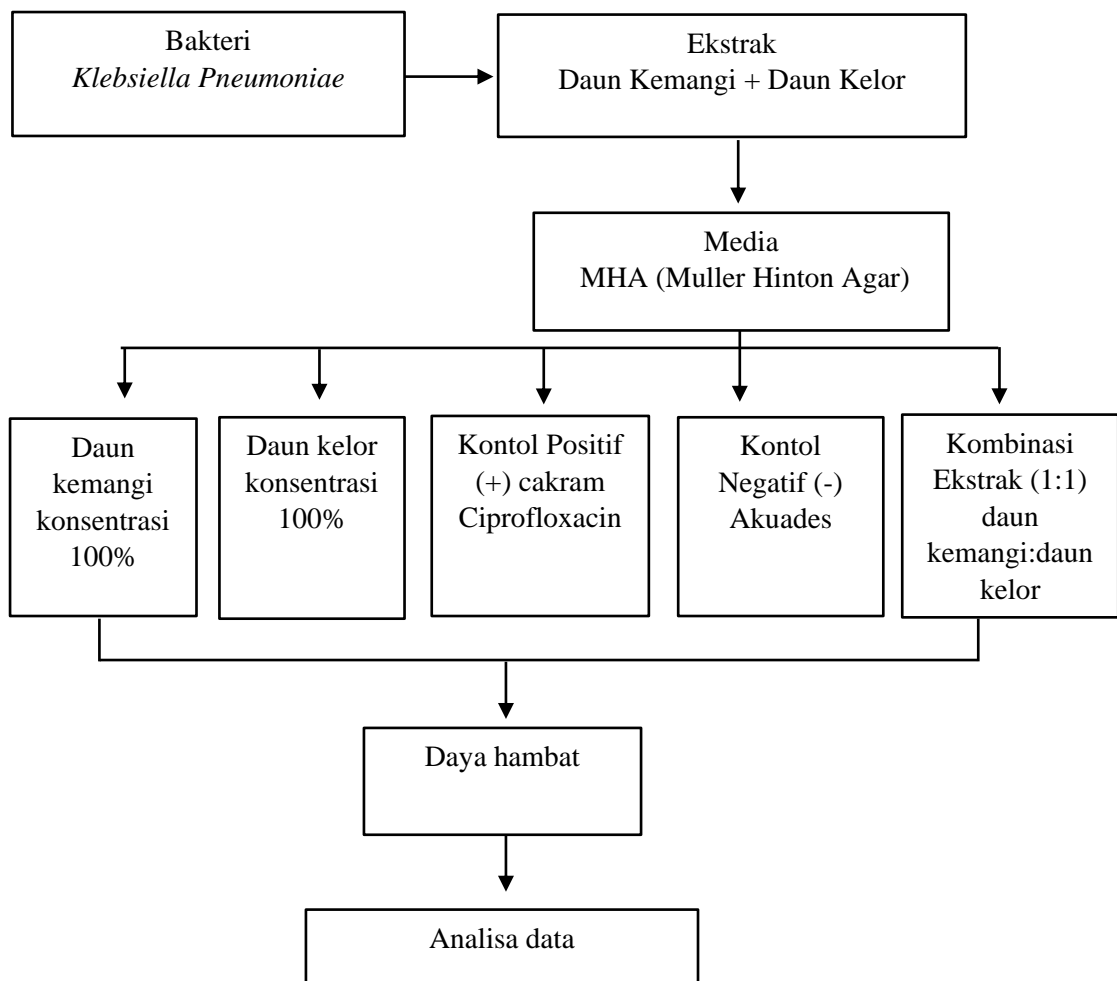 Bakteri
Klebsiella Pneumoniae
Ekstrak
Daun Kemangi + Daun Kelor
Media
MHA (Muller Hinton Agar)
Daun
kemangi
konsentrasi
100%
Daun kelor
konsentrasi
100%
Kontol Positif
(+) cakram
Ciprofloxacin
Kontol
Negatif (-)
Akuades
Kombinasi
Ekstrak (1:1)
daun
kemangi:daun
kelor
Daya hambat
Analisa data